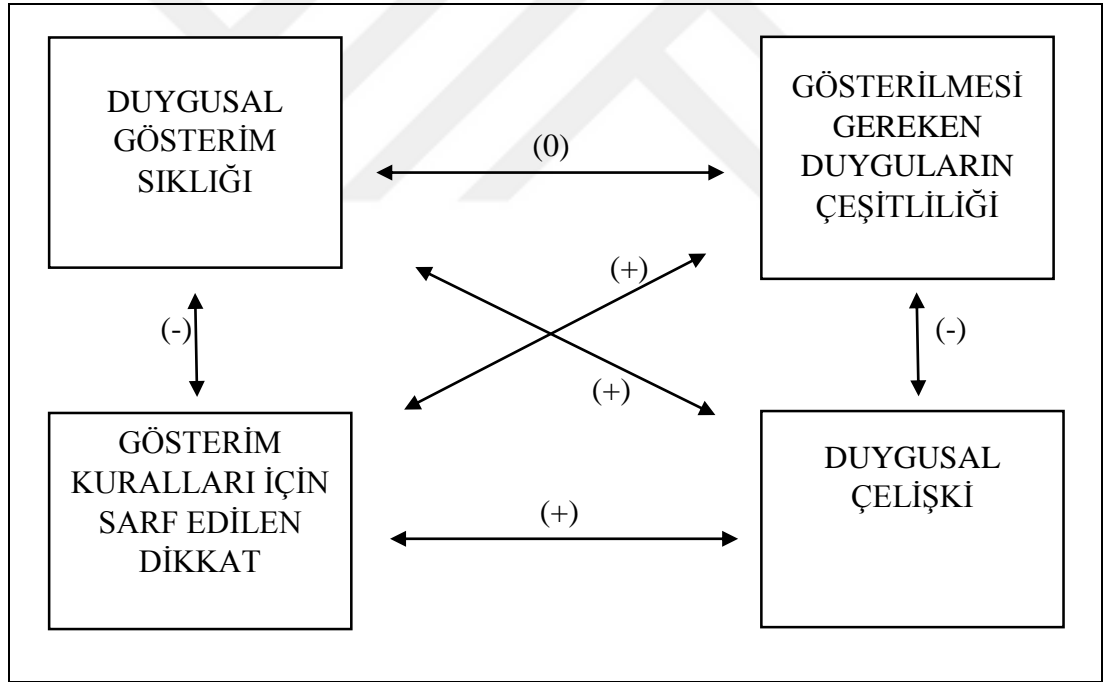 DUYGUSAL
GÖSTERİM
SIKLIĞI
(0)
GÖSTERİLMESİ
GEREKEN
DUYGULARIN
ÇEŞİTLİLİĞİ
(+)
(-)
(-)
(+)
GÖSTERİM
KURALLARI İÇİN
SARF EDİLEN
DİKKAT
(+)
DUYGUSAL
ÇELİŞKİ